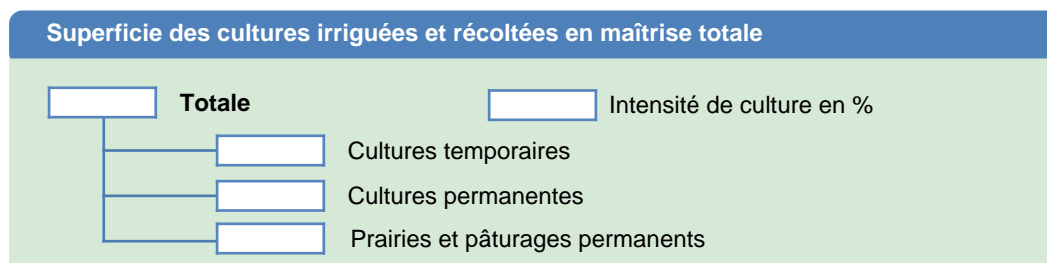 Superficie des cultures irriguées et récoltées en maîtrise totale
Totale Intensité de culture en %
Cultures temporaires
Cultures permanentes
Prairies et pâturages permanents